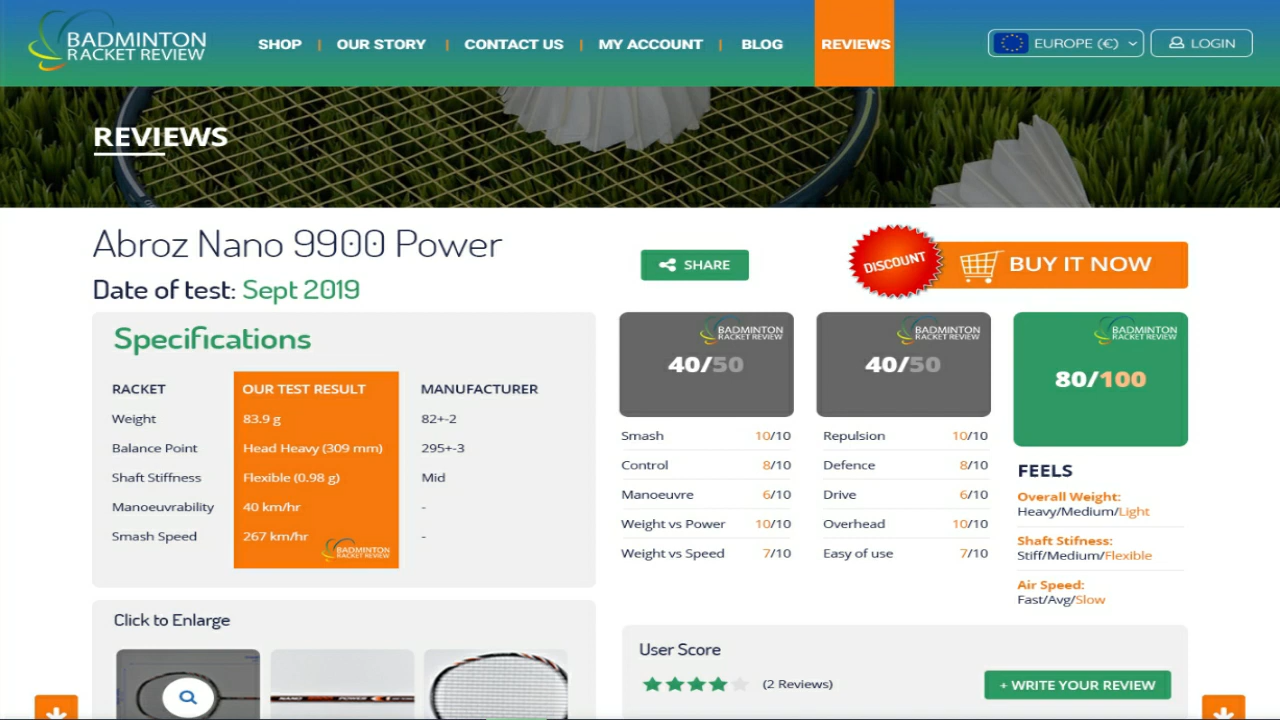 BADMINTON
RACKET REVIEW
SHOP | OUR STORY | CONTACT US | MY ACCOUNT | BLOG REVIEWS
EUROPE (€) LOGIN
REVIEWS
Abroz Nano 9900 Power
Date of test: Sept 2019
SHARE
DISCOUNT
BUY IT NOW
Specifications
RACKET OUR TEST RESULT MANUFACTURER
Weight 83.9 g 82+-2
Balance Point Head Heavy (309 mm) 295+-3
Shaft Stiffness Flexible (0.98 g) Mid
Manoeuvrability 40 km/hr -
Smash Speed 267 km/hr -
BADMINTON
RACKET REVIEW
BADMINTON
RACKET REVIEW
40/50
Smash 10/10
Control 8/10
Manoeuvre 6/10
Weight vs Power 10/10
Weight vs Speed 7/10
BADMINTON
RACKET REVIEW
40/50
Repulsion 10/10
Defence 8/10
Drive 6/10
Overhead 10/10
Easy of use 7/10
BADMINTON
RACKET REVIEW
80/100
FEELS
Overall Weight:
Heavy/Medium/Light
Shaft Stifness:
Stiff/Medium/Flexible
Air Speed:
Fast/Avg/Slow
Click to Enlarge
User Score
(2 Reviews)
+ WRITE YOUR REVIEW